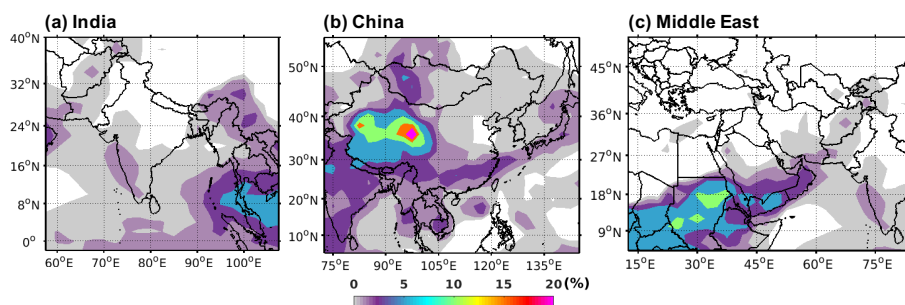 (a) India
(b) China
(c) Middle East
40°N
32°N
24°N
16°N
8°N
0°
60°E
70°E
80°E
90°E
100°E
50°N
40°N
30°N
20°N
10°N
75°E
90°E
105°E
120°E
135°E
45°N
36°N
27°N
18°N
9°N
15°E
30°E
45°E
60°E
75°E
0 5 10 15 20 (%)